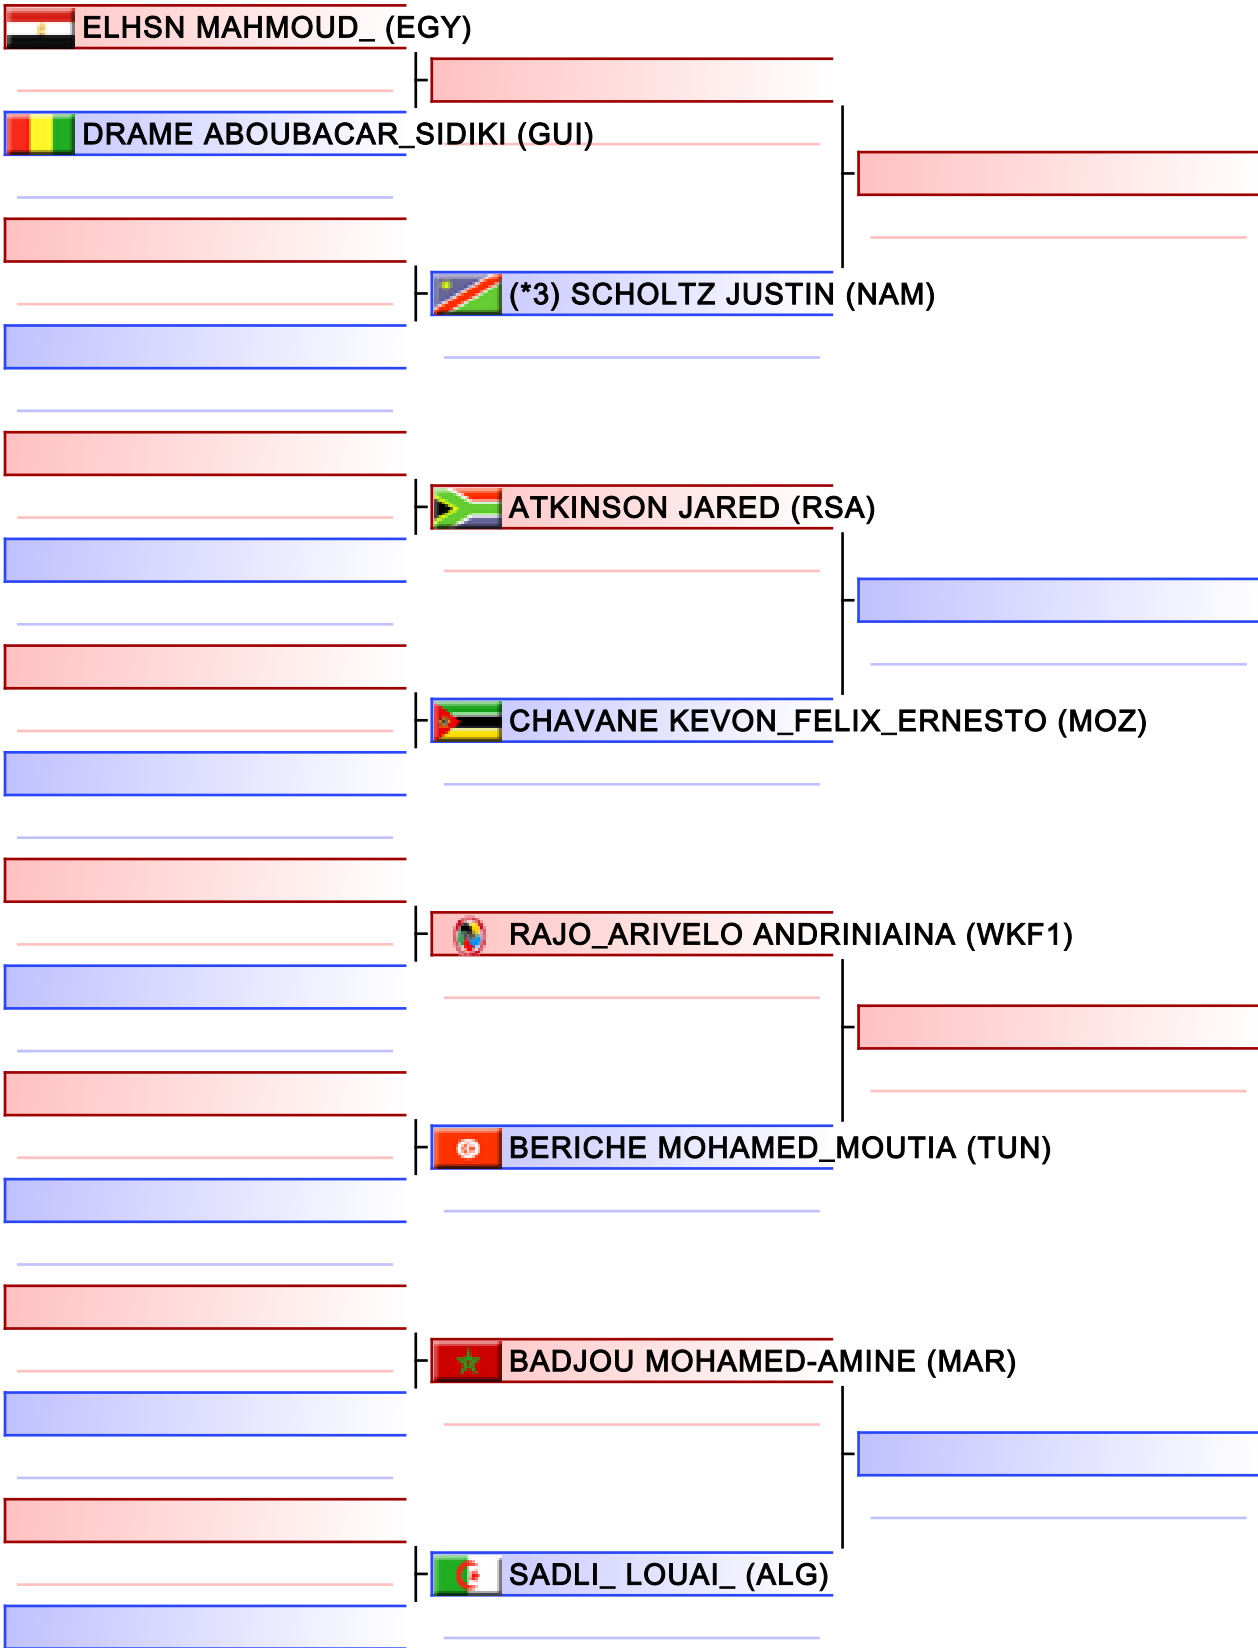 ELHSN MAHMOUD_ (EGY)
DRAME ABOUBACAR_SIDIKI (GUI)
(*3) SCHOLTZ JUSTIN (NAM)
ATKINSON JARED (RSA)
CHAVANE KEVON_FELIX_ERNESTO (MOZ)
RAJO_ARIVELO ANDRINIAINA (WKF1)
BERICHE MOHAMED_MOUTIA (TUN)
BADJOU MOHAMED-AMINE (MAR)
SADLI_ LOUAI_ (ALG)